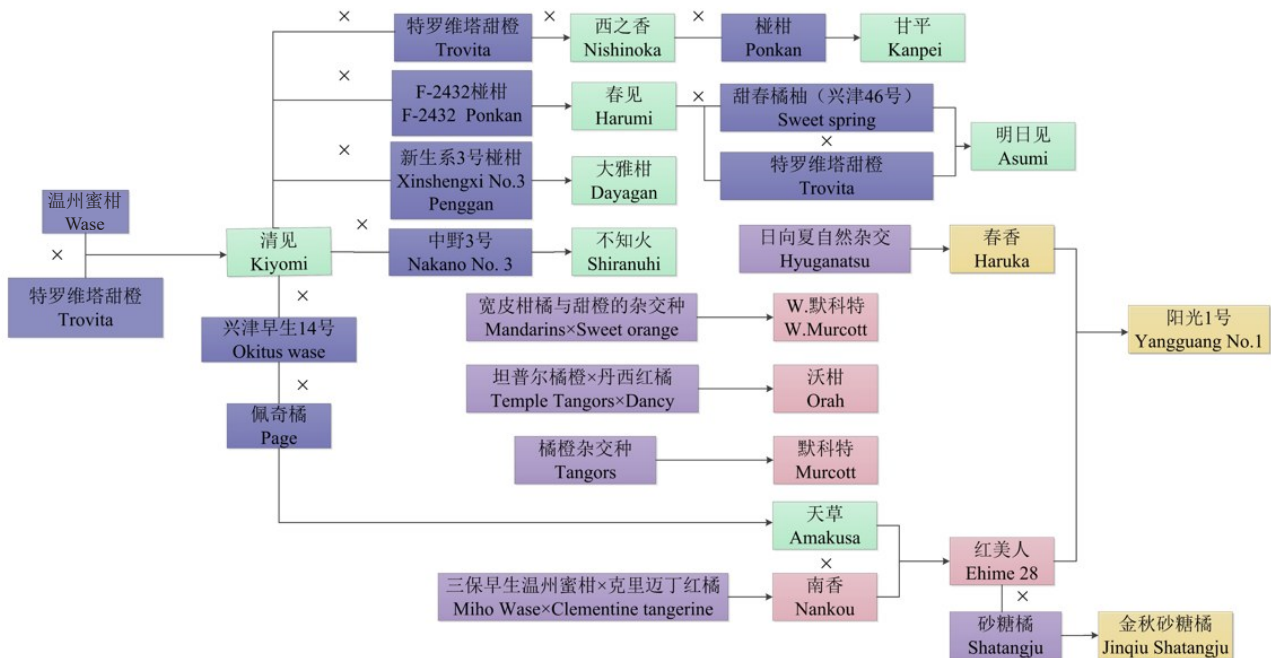 特罗维塔甜橙
Trovita
西之香
Nishinoka
椪柑
Ponkan
甘平
Kanpei
F-2432椪柑
F-2432 Ponkan
春见
Harumi
甜春橘柚（兴津46号）
Sweet spring
×
特罗维塔甜橙
Trovita
明日见
Asumi
新生系3号椪柑
Xinshengxi No.3
Penggan
大雅柑
Dayagan
温州蜜柑
Wase
×
特罗维塔甜橙
Trovita
清见
Kiyomi
中野3号
Nakano No. 3
不知火
Shiranuhi
日向夏自然杂交
Hyuganatsu
春香
Haruka
×
×
×
×
×
×
×
兴津早生14号
Okitus wase
×
佩奇橘
Page
宽皮柑橘与甜橙的杂交种
Mandarins×Sweet orange
W.默科特
W.Murcott
阳光1号
Yangguang No.1
坦普尔橘橙×丹西红橘
Temple Tangors×Dancy
沃柑
Orah
橘橙杂交种
Tangors
默科特
Murcott
天草
Amakusa
×
三保早生温州蜜柑×克里迈丁红橘
Miho Wase×Clementine tangerine
南香
Nankou
红美人
Ehime 28
×
砂糖橘
Shatangju
金秋砂糖橘
Jinqiu Shatangju
×